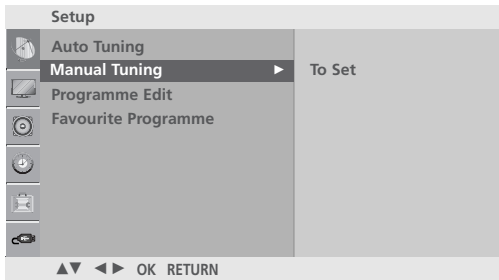 Setup
Auto Tuning
Manual Tuning ► To Set
Programme Edit
Favourite Programme
▲▼ ◄► OK RETURN